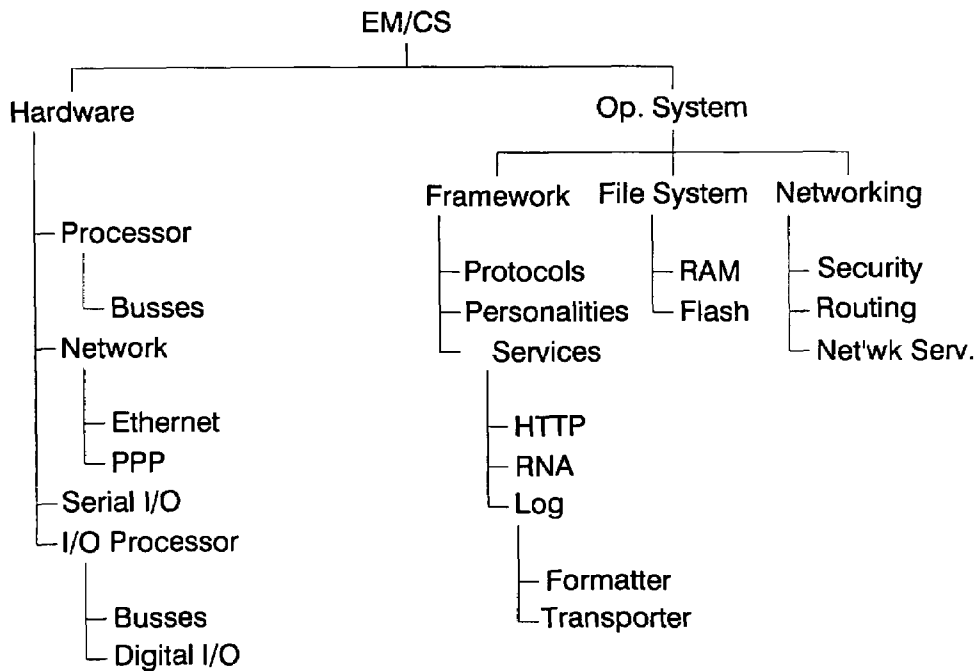 EM/CS
Hardware
Op. System
Framework
File System
Networking
Processor
Busses
Network
Ethernet
PPP
Serial I/O
I/O Processor
Busses
Digital I/O
Protocols
Personalities
Services
HTTP
RNA
Log
Formatter
Transporter
RAM
Flash
Security
Routing
Net'wk Serv.